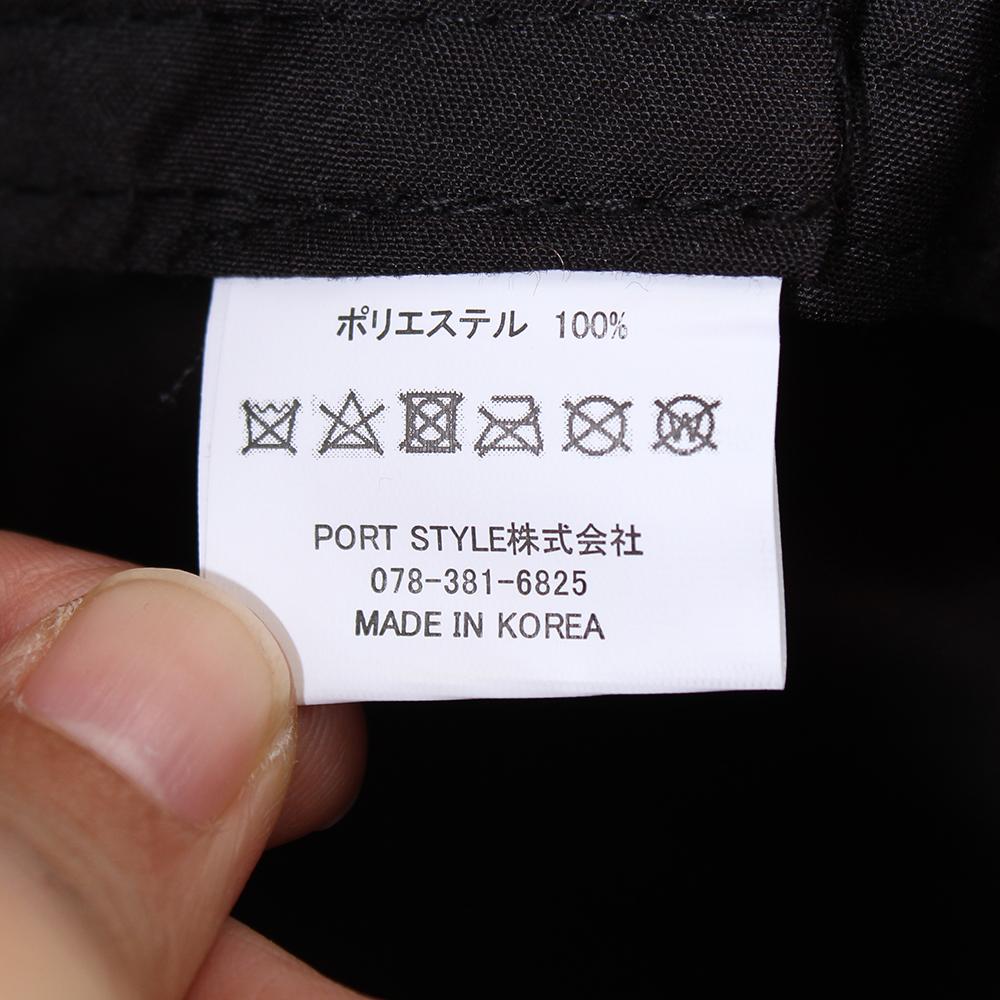 ポリエステル 100%
W
PORT STYLE株式会社
078-381-6825
MADE IN KOREA